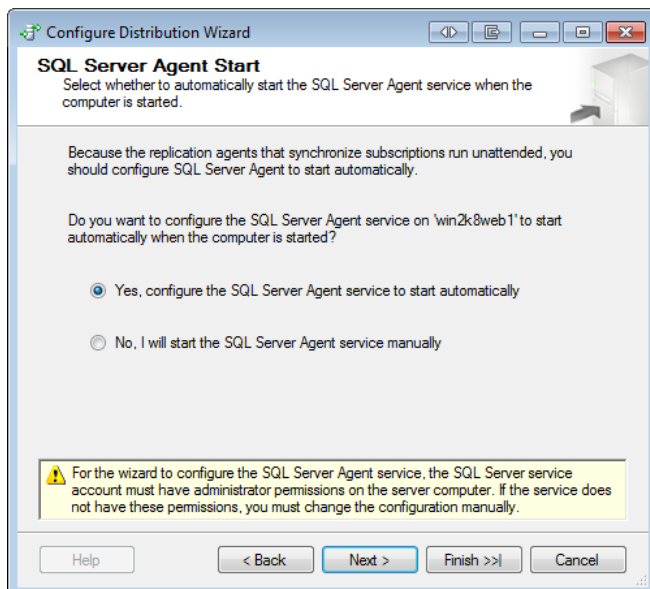 Configure Distribution Wizard
SQL Server Agent Start
Select whether to automatically start the SQL Server Agent service when the
computer is started.
Because the replication agents that synchronize subscriptions run unattended, you
should configure SQL Server Agent to start automatically.
Do you want to configure the SQL Server Agent service on 'win2k8web1' to start
automatically when the computer is started?
Yes, configure the SQL Server Agent service to start automatically
No, I will start the SQL Server Agent service manually
For the wizard to configure the SQL Server Agent service, the SQL Server service
account must have administrator permissions on the server computer. If the service does
not have these permissions, you must change the configuration manually.
Help < Back Next > Finish >>| Cancel